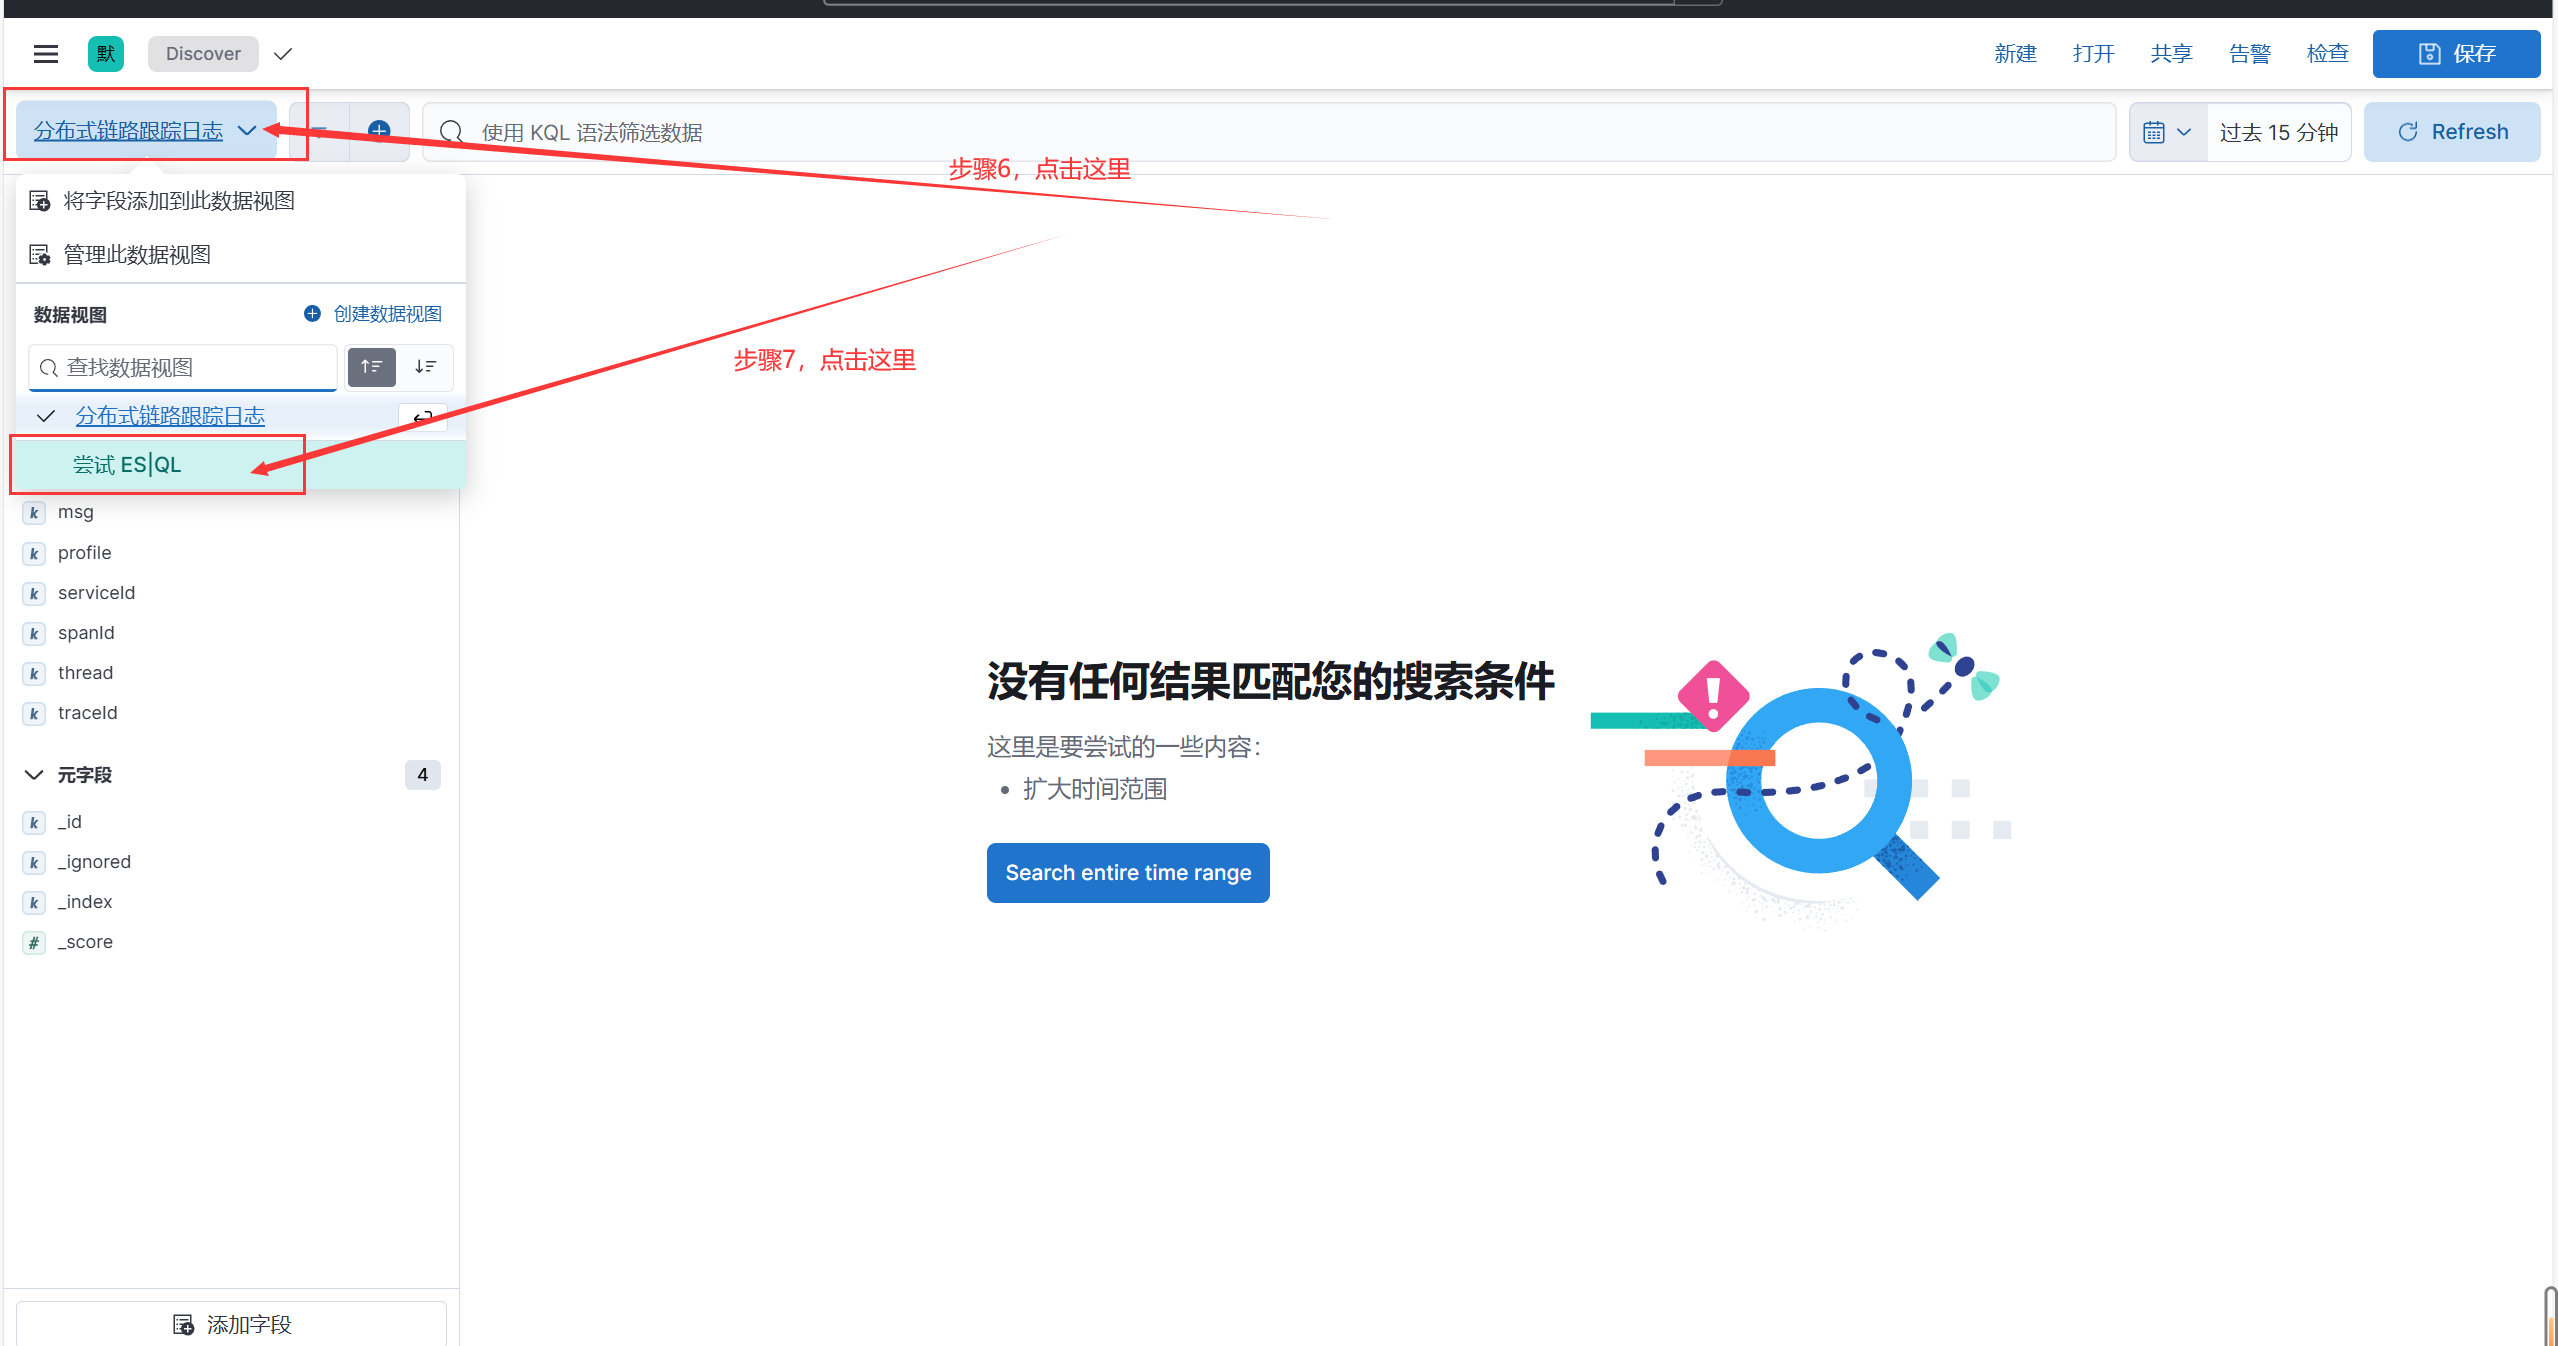 默
Discover
新建
打开
共享
告警
检查
保存
分布式链路跟踪日志
使用 KQL 语法筛选数据
过去 15 分钟
Refresh
步骤6，点击这里
将字段添加到此数据视图
管理此数据视图
数据视图
创建数据视图
查找数据视图
步骤7，点击这里
分布式链路跟踪日志
尝试 ES|QL
k msg
k profile
k serviceId
k spanId
k thread
k traceId
元字段
4
k _id
k _ignored
k _index
# _score
没有任何结果匹配您的搜索条件
这里是要尝试的一些内容：
• 扩大时间范围
Search entire time range
添加字段